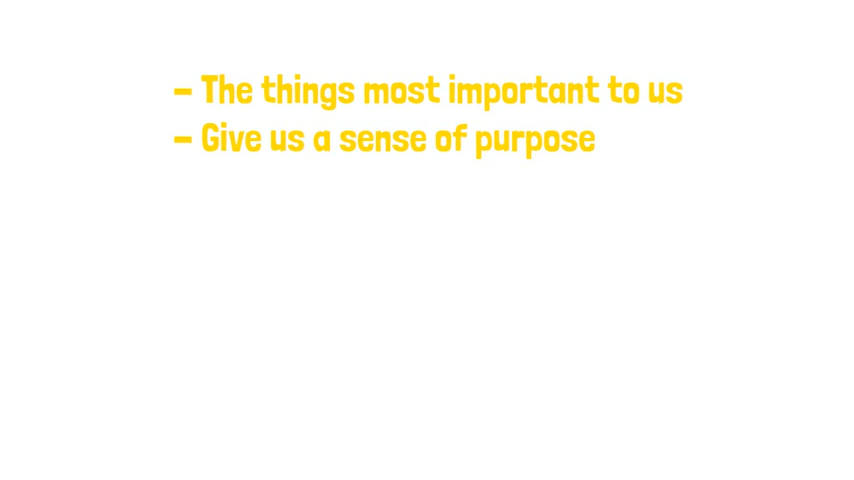 - The things most important to us
- Give us a sense of purpose